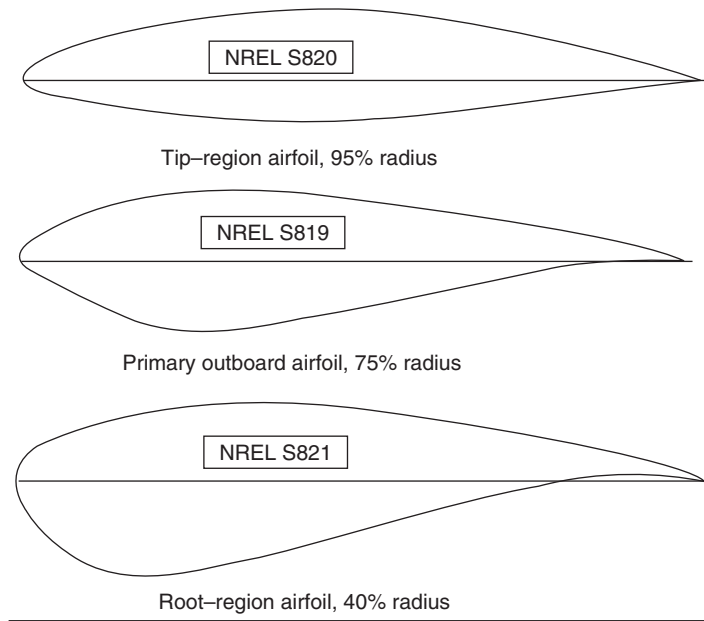 NREL S820
Tip–region airfoil, 95% radius
NREL S819
Primary outboard airfoil, 75% radius
NREL S821
Root–region airfoil, 40% radius